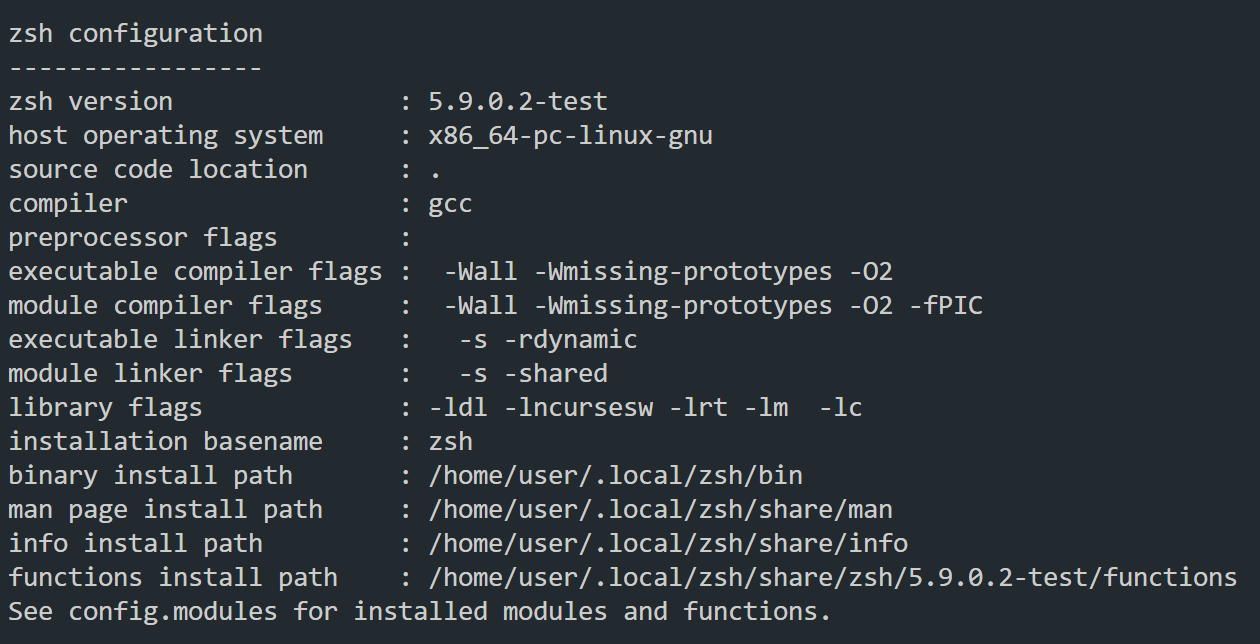 zsh configuration
-----------------
zsh version               : 5.9.0.2-test
host operating system     : x86_64-pc-linux-gnu
source code location      : .
compiler                  : gcc
preprocessor flags        :
executable compiler flags :  -Wall -Wmissing-prototypes -O2
module compiler flags     :  -Wall -Wmissing-prototypes -O2 -fPIC
executable linker flags   :   -s -rdynamic
module linker flags       :   -s -shared
library flags             : -ldl -lncursesw -lrt -lm  -lc
installation basename     : zsh
binary install path       : /home/user/.local/zsh/bin
man page install path     : /home/user/.local/zsh/share/man
info install path         : /home/user/.local/zsh/share/info
functions install path    : /home/user/.local/zsh/share/zsh/5.9.0.2-test/functions
See config.modules for installed modules and functions.